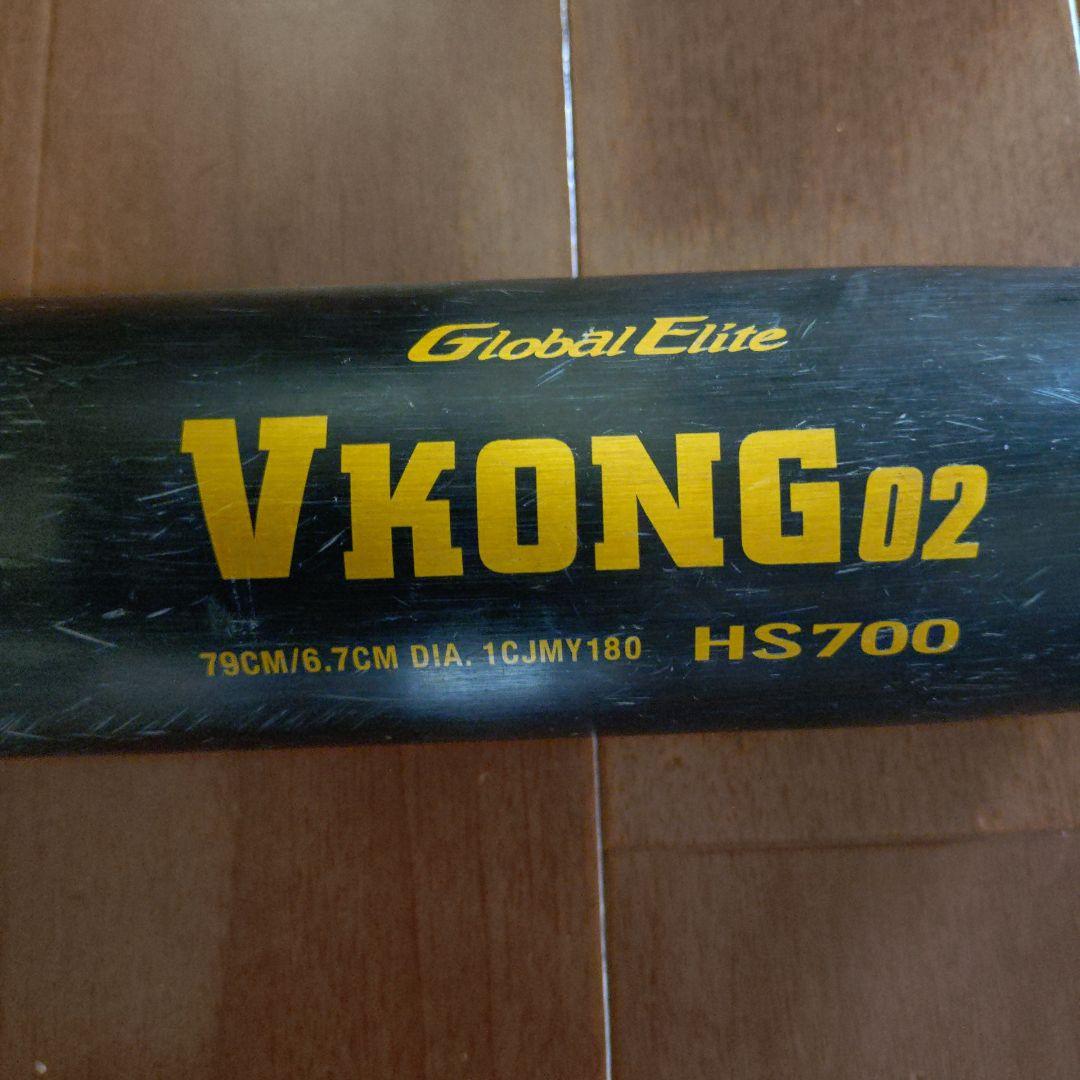 Global Elite
VKONG02
79CM/6.7CM DIA. 1CJMY180 HS700